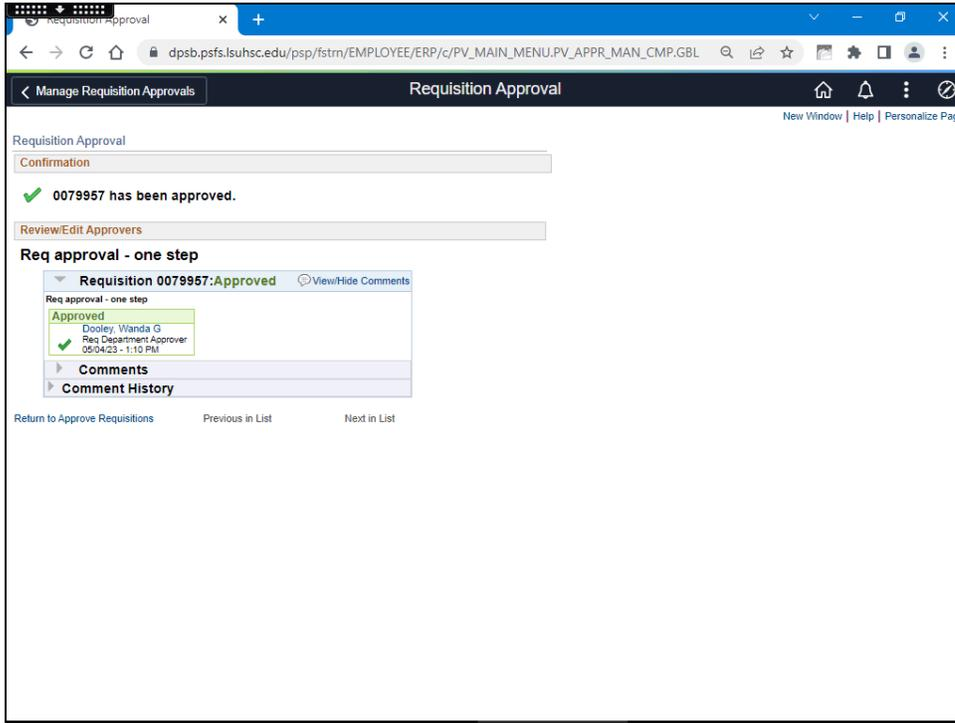 Requisition Approval
dpsb.psfs.lsuhsc.edu/psp/fstrn/EMPLOYEE/ERP/c/PV_MAIN_MENU.PV_APPR_MAN_CMP.GBL
Manage Requisition Approvals
Requisition Approval
New Window | Help | Personalize Pag
Requisition Approval
Confirmation
0079957 has been approved.
Review/Edit Approvers
Req approval - one step
Requisition 0079957:Approved View/Hide Comments
Req approval - one step
Approved
Dooley, Wanda G
Req Department Approver
05/04/23 - 1:10 PM
Comments
Comment History
Return to Approve Requisitions Previous in List Next in List